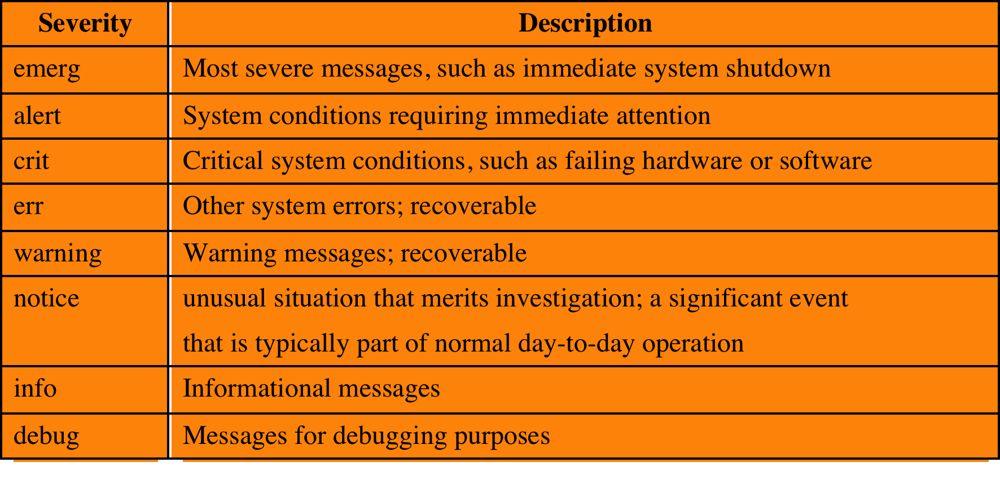 Severity Description
emerg Most severe messages, such as immediate system shutdown
alert System conditions requiring immediate attention
crit Critical system conditions, such as failing hardware or software
err Other system errors; recoverable
warning Warning messages; recoverable
notice unusual situation that merits investigation; a significant event
that is typically part of normal day-to-day operation
info Informational messages
debug Messages for debugging purposes